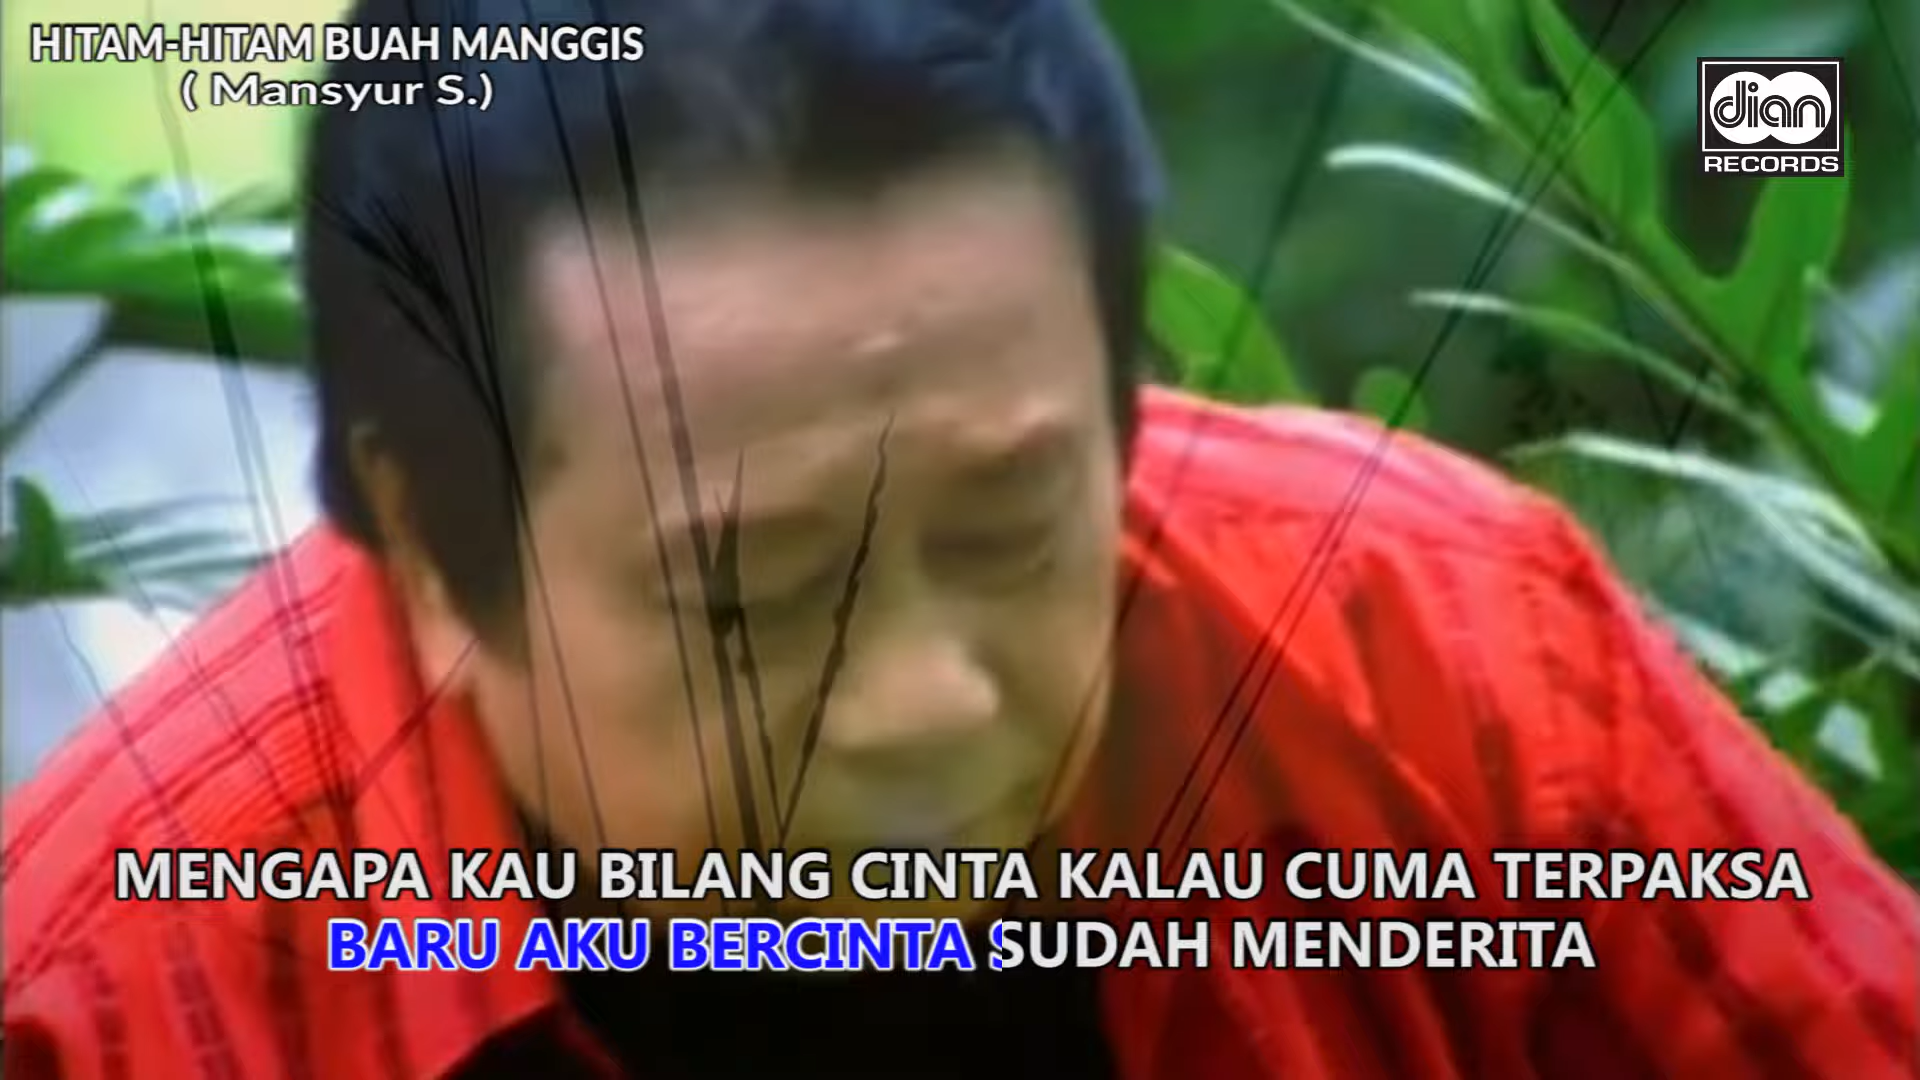 HITAM-HITAM BUAH MANGGIS
( Mansyur S.)
dian
RECORDS
MENGAPA KAU BILANG CINTA KALAU CUMA TERPAKSA
BARU AKU BERCINTA SUDAH MENDERITA